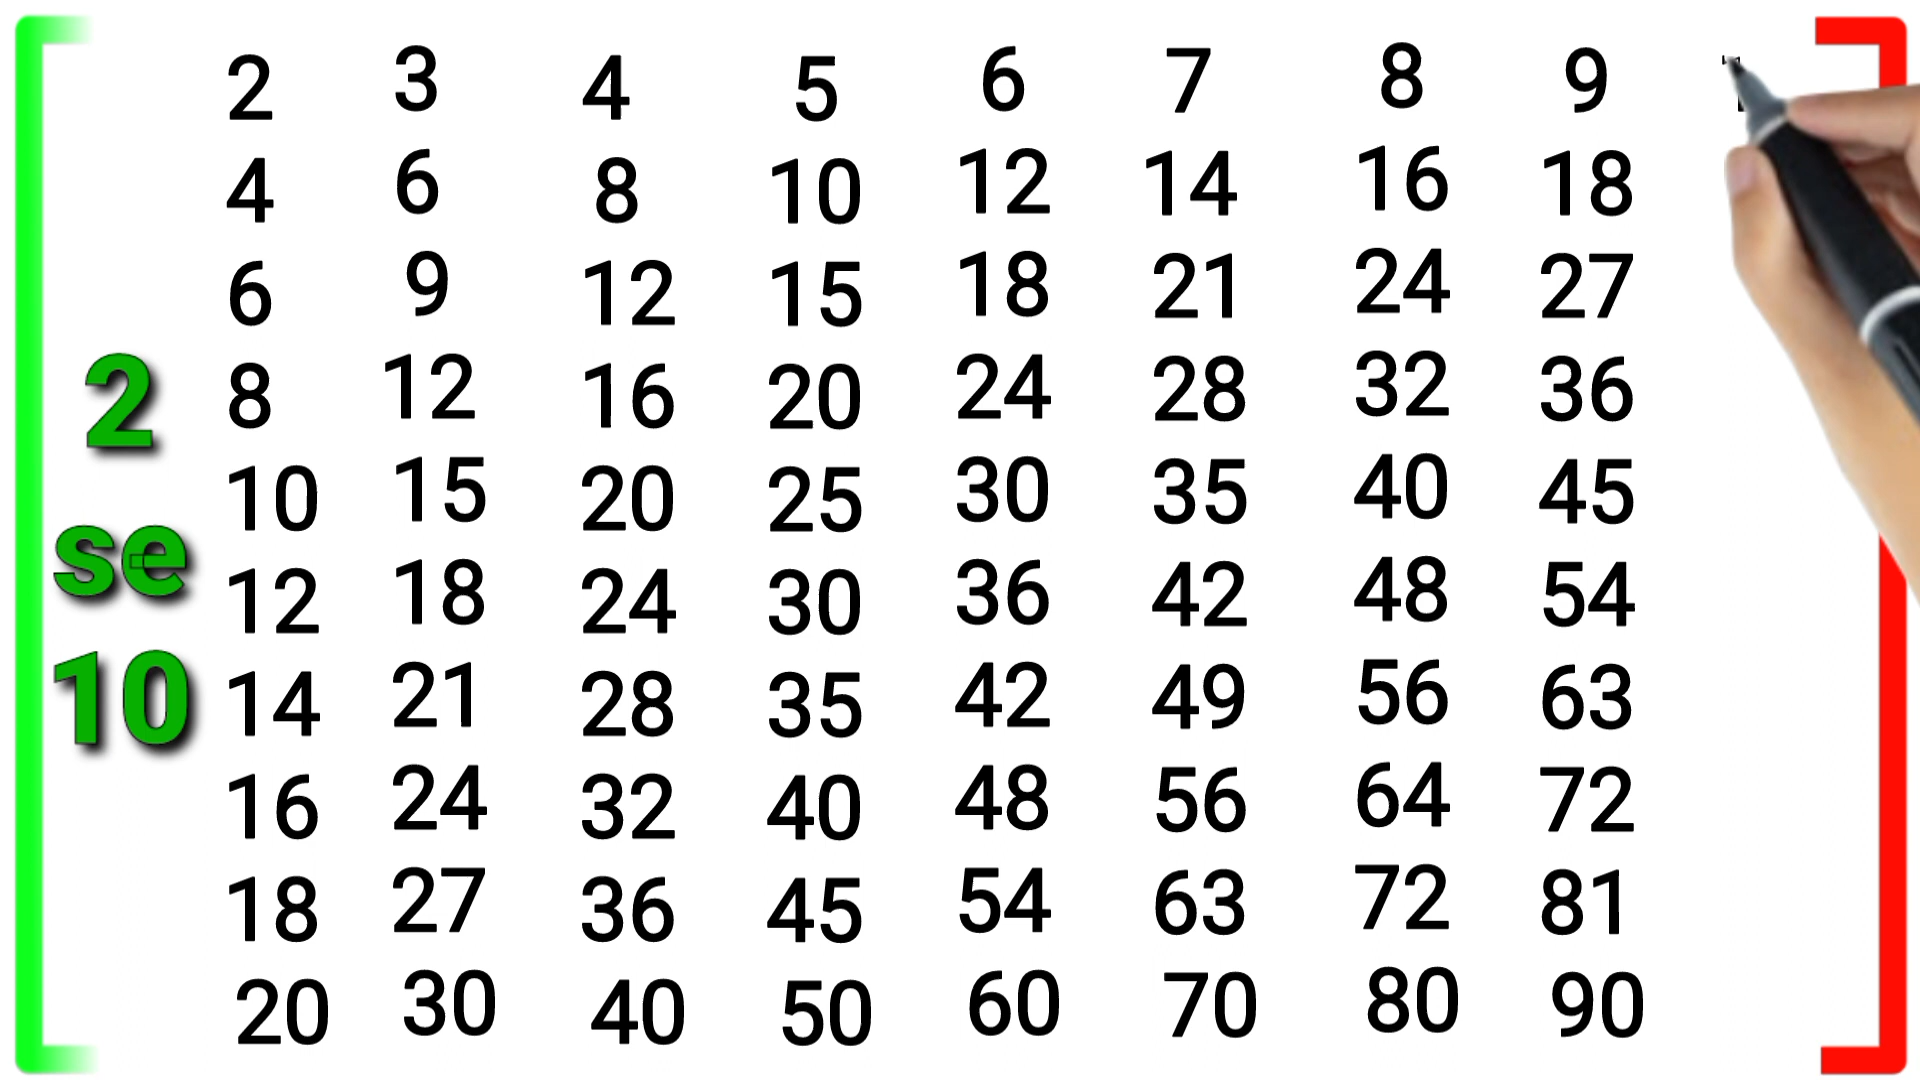 2 3 4 5 6 7 8 9
4 6 8 10 12 14 16 18
6 9 12 15 18 21 24 27
8 12 16 20 24 28 32 36
10 15 20 25 30 35 40 45
12 18 24 30 36 42 48 54
14 21 28 35 42 49 56 63
16 24 32 40 48 56 64 72
18 27 36 45 54 63 72 81
20 30 40 50 60 70 80 90
2
se
10